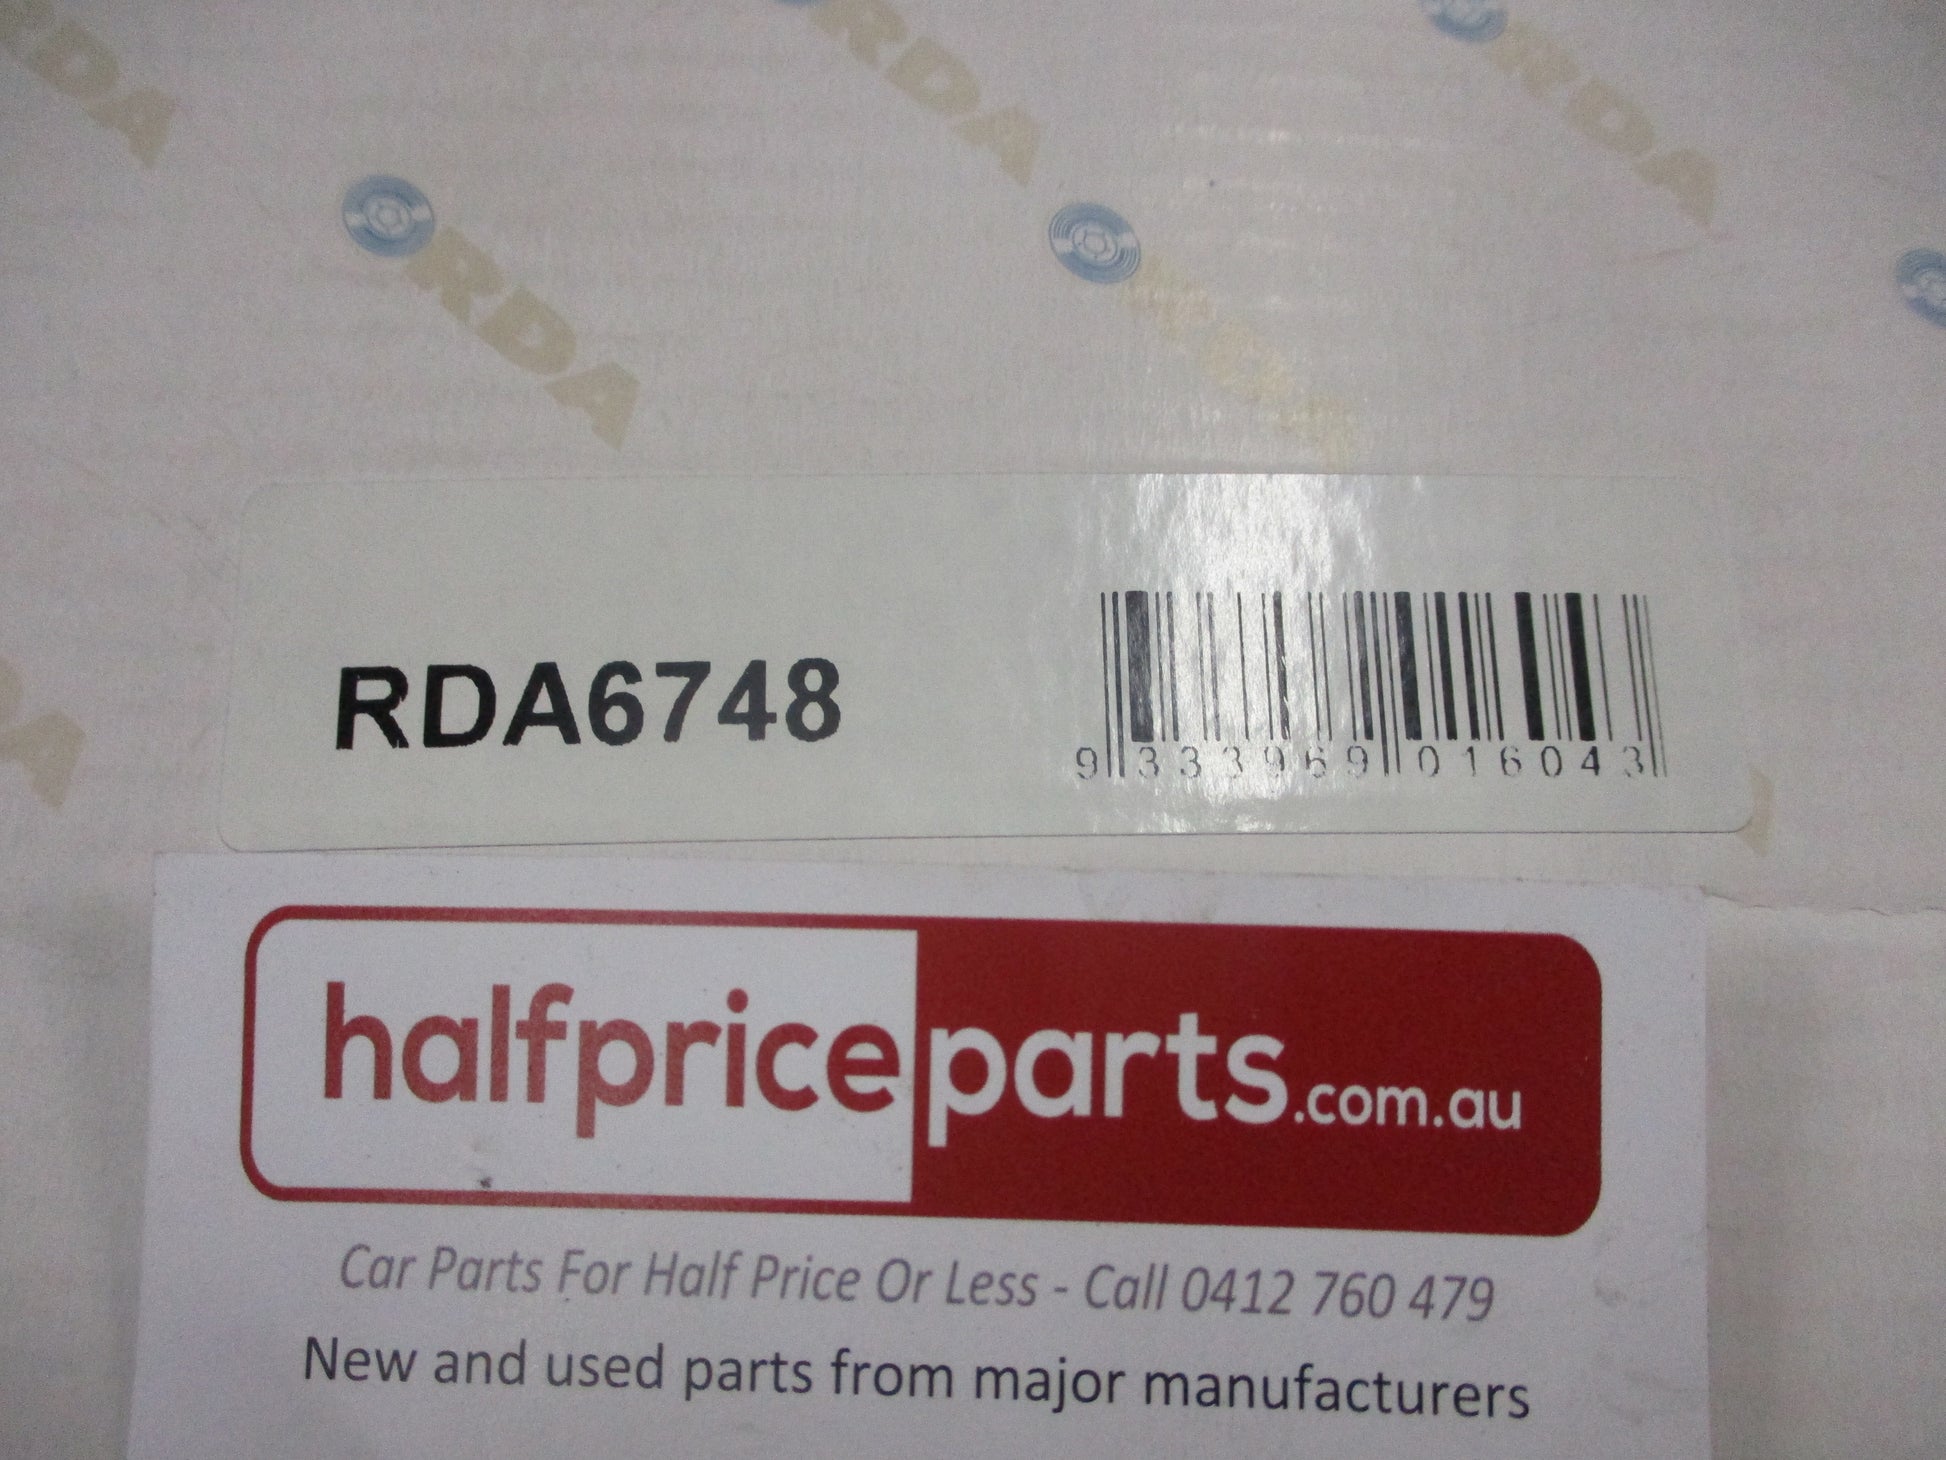 RDA
RDA
RDA
RDA
RDA6748
9 333969 016043
halfpriceparts.com.au
Car Parts For Half Price Or Less - Call 0412 760 479
New and used parts from major manufacturers